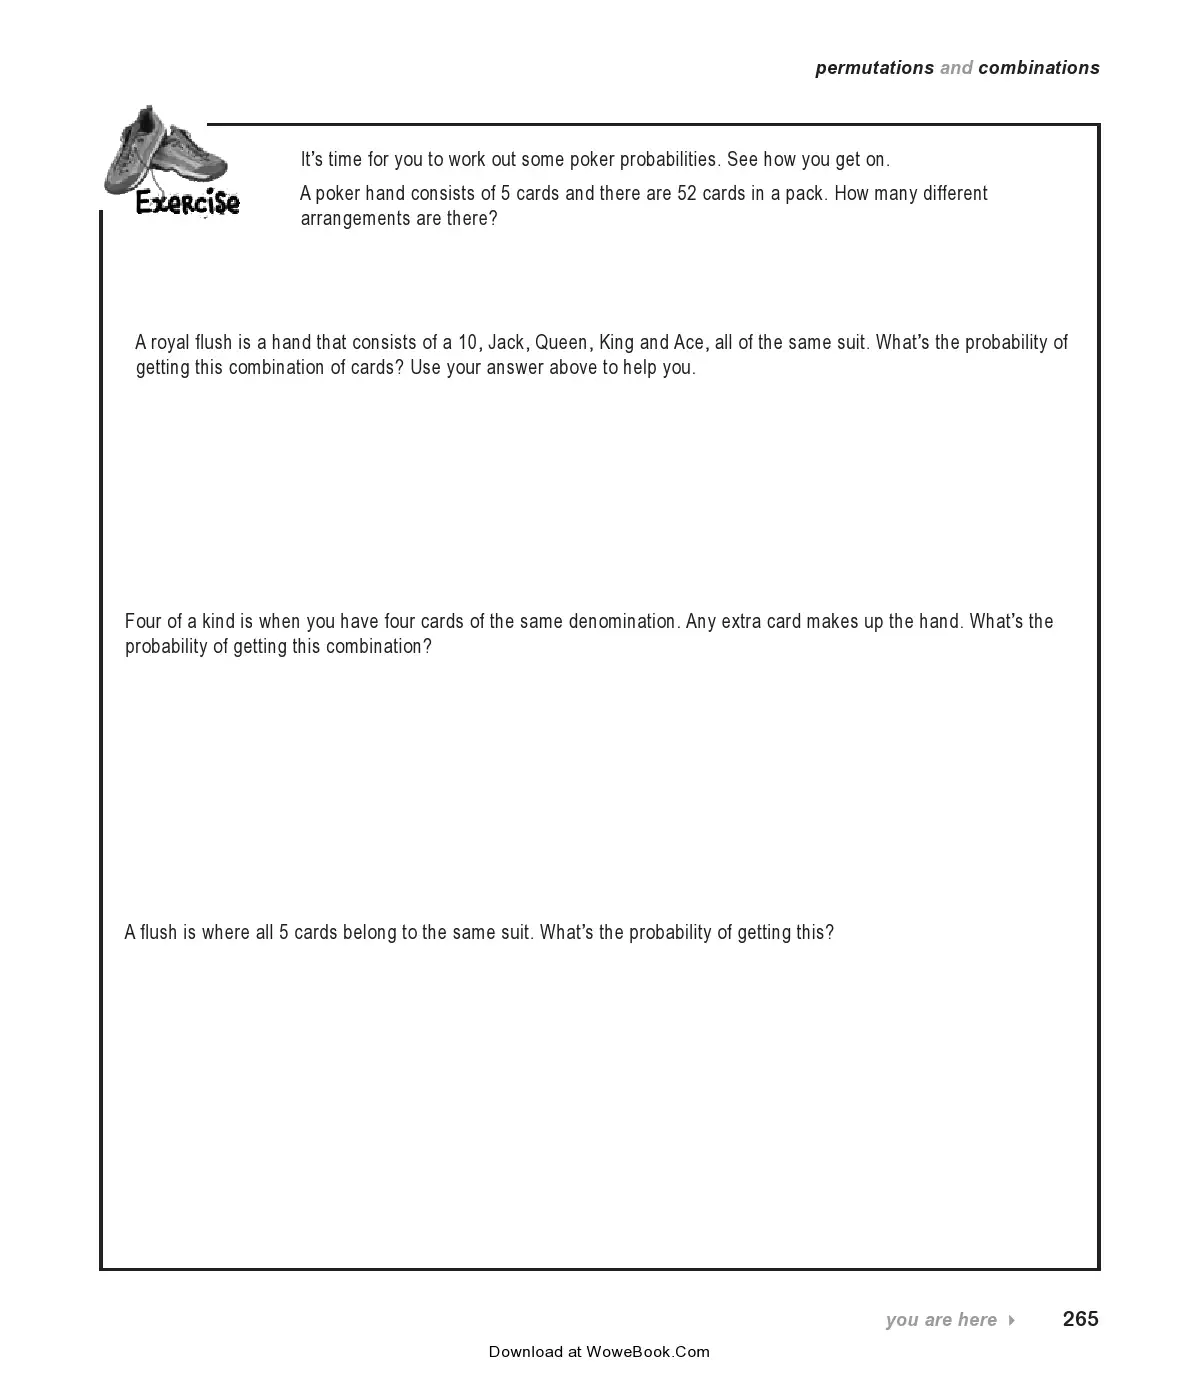 permutations and combinations
Exercise
It’s time for you to work out some poker probabilities. See how you get on.
A poker hand consists of 5 cards and there are 52 cards in a pack. How many different
arrangements are there?
A royal flush is a hand that consists of a 10, Jack, Queen, King and Ace, all of the same suit. What’s the probability of
getting this combination of cards? Use your answer above to help you.
Four of a kind is when you have four cards of the same denomination. Any extra card makes up the hand. What’s the
probability of getting this combination?
A flush is where all 5 cards belong to the same suit. What’s the probability of getting this?
you are here 265
Download at WoweBook.Com